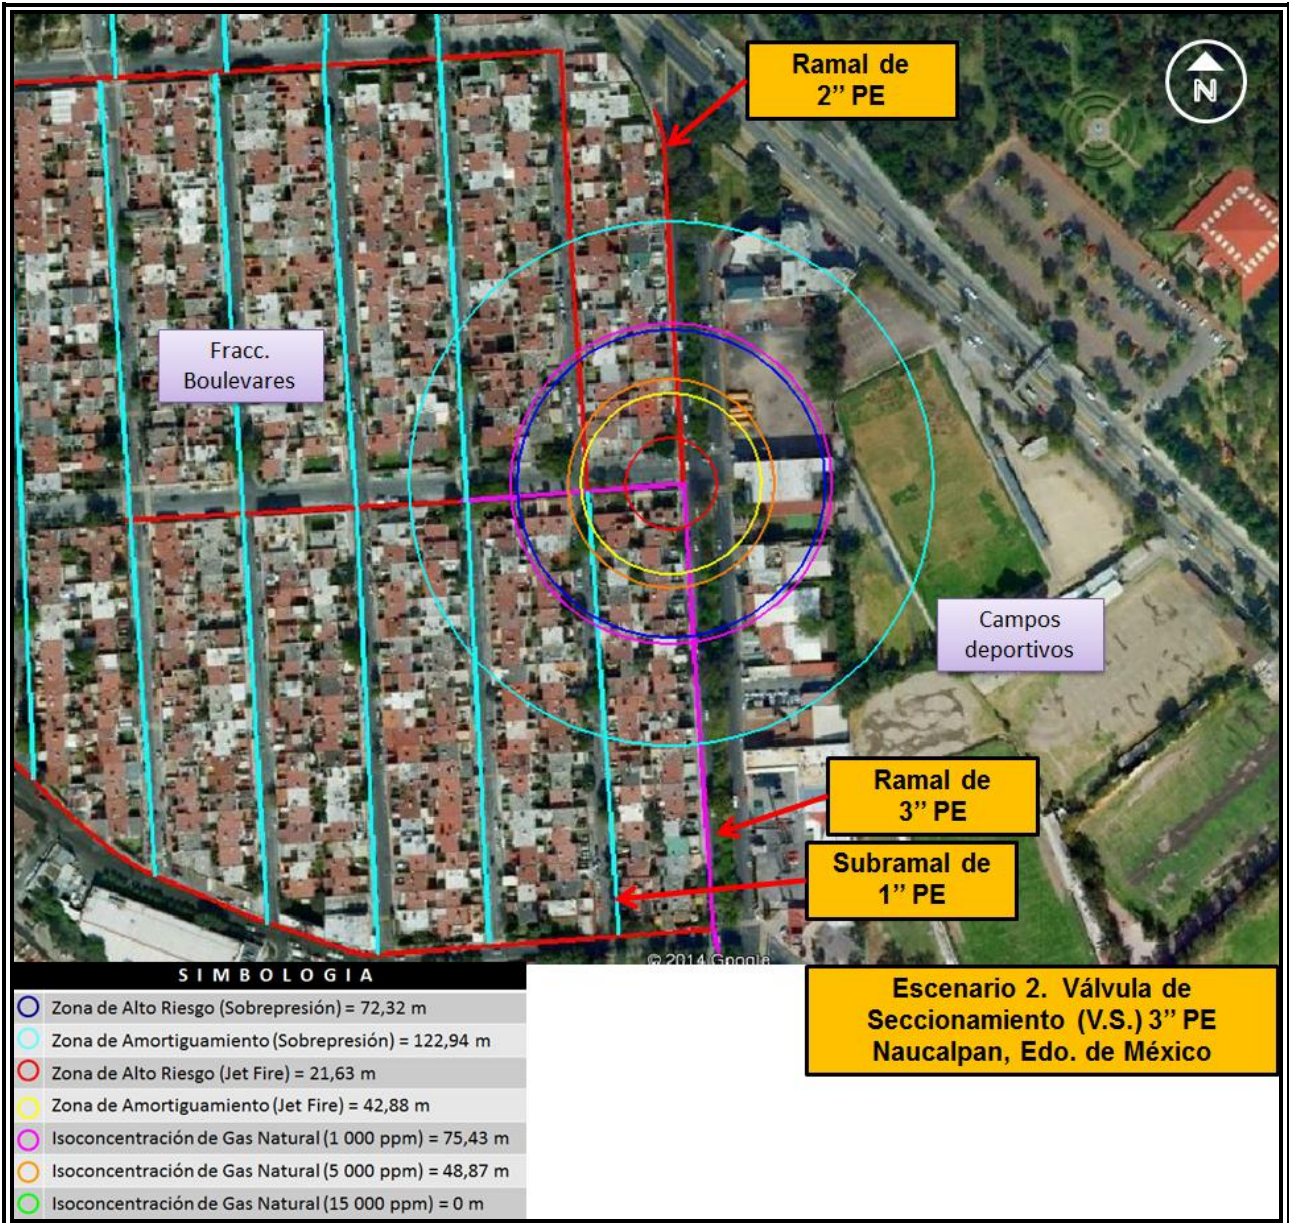 Ramal de
2’’ PE
N
Fracc.
Boulevares
Campos
deportivos
Ramal de
3’’ PE
Subramal de
1’’ PE
© 2014 Google
SIMBOLOGIA
Zona de Alto Riesgo (Sobrepresión) = 72,32 m
Zona de Amortiguamiento (Sobrepresión) = 122,94 m
Zona de Alto Riesgo (Jet Fire) = 21,63 m
Zona de Amortiguamiento (Jet Fire) = 42,88 m
Isoconcentración de Gas Natural (1 000 ppm) = 75,43 m
Isoconcentración de Gas Natural (5 000 ppm) = 48,87 m
Isoconcentración de Gas Natural (15 000 ppm) = 0 m
Escenario 2. Válvula de
Seccionamiento (V.S.) 3’’ PE
Naucalpan, Edo. de México